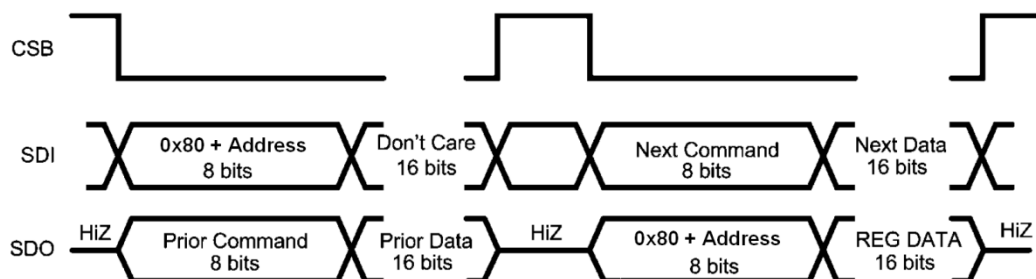 CSB
SDI
0x80 + Address
8 bits
Don't Care
16 bits
Next Command
8 bits
Next Data
16 bits
SDO
HiZ
Prior Command
8 bits
Prior Data
16 bits
HiZ
0x80 + Address
8 bits
REG DATA
16 bits
HiZ